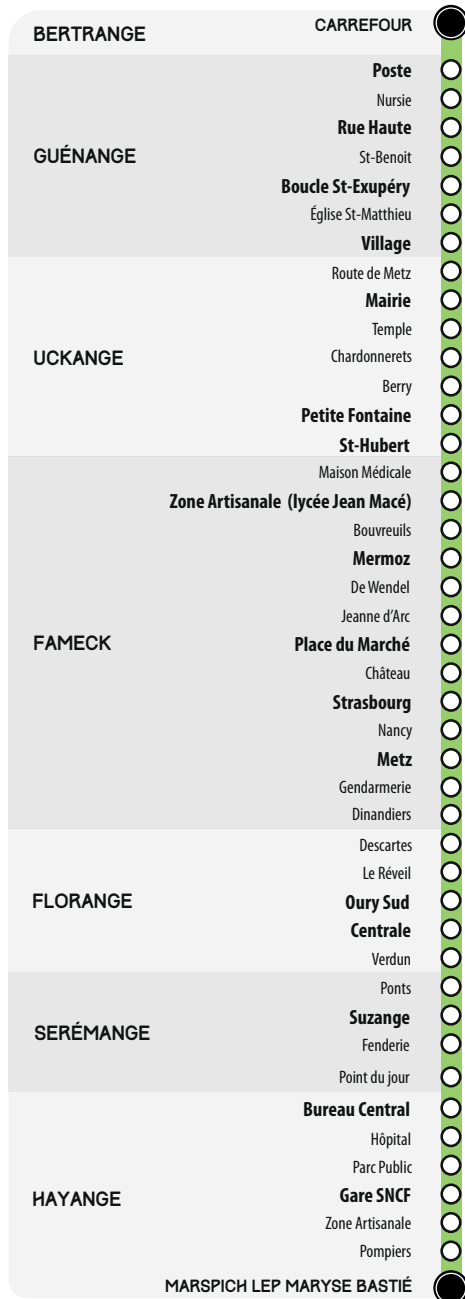 BERTRANGE
CARREFOUR
GUÉNANGE
Poste
Nursie
Rue Haute
St-Benoit
Boucle St-Exupéry
Église St-Matthieu
Village
UCKANGE
Route de Metz
Mairie
Temple
Chardonnerets
Berry
Petite Fontaine
St-Hubert
FAMECK
Maison Médicale
Zone Artisanale (lycée Jean Macé)
Bouvreuils
Mermoz
De Wendel
Jeanne d'Arc
Place du Marché
Château
Strasbourg
Nancy
Metz
Gendarmerie
Dinandiers
FLORANGE
Descartes
Le Réveil
Oury Sud
Centrale
Verdun
SERÉMANGE
Ponts
Suzange
Fenderie
Point du jour
HAYANGE
Bureau Central
Hôpital
Parc Public
Gare SNCF
Zone Artisanale
Pompiers
MARSPICH LEP MARYSE BASTIÉ